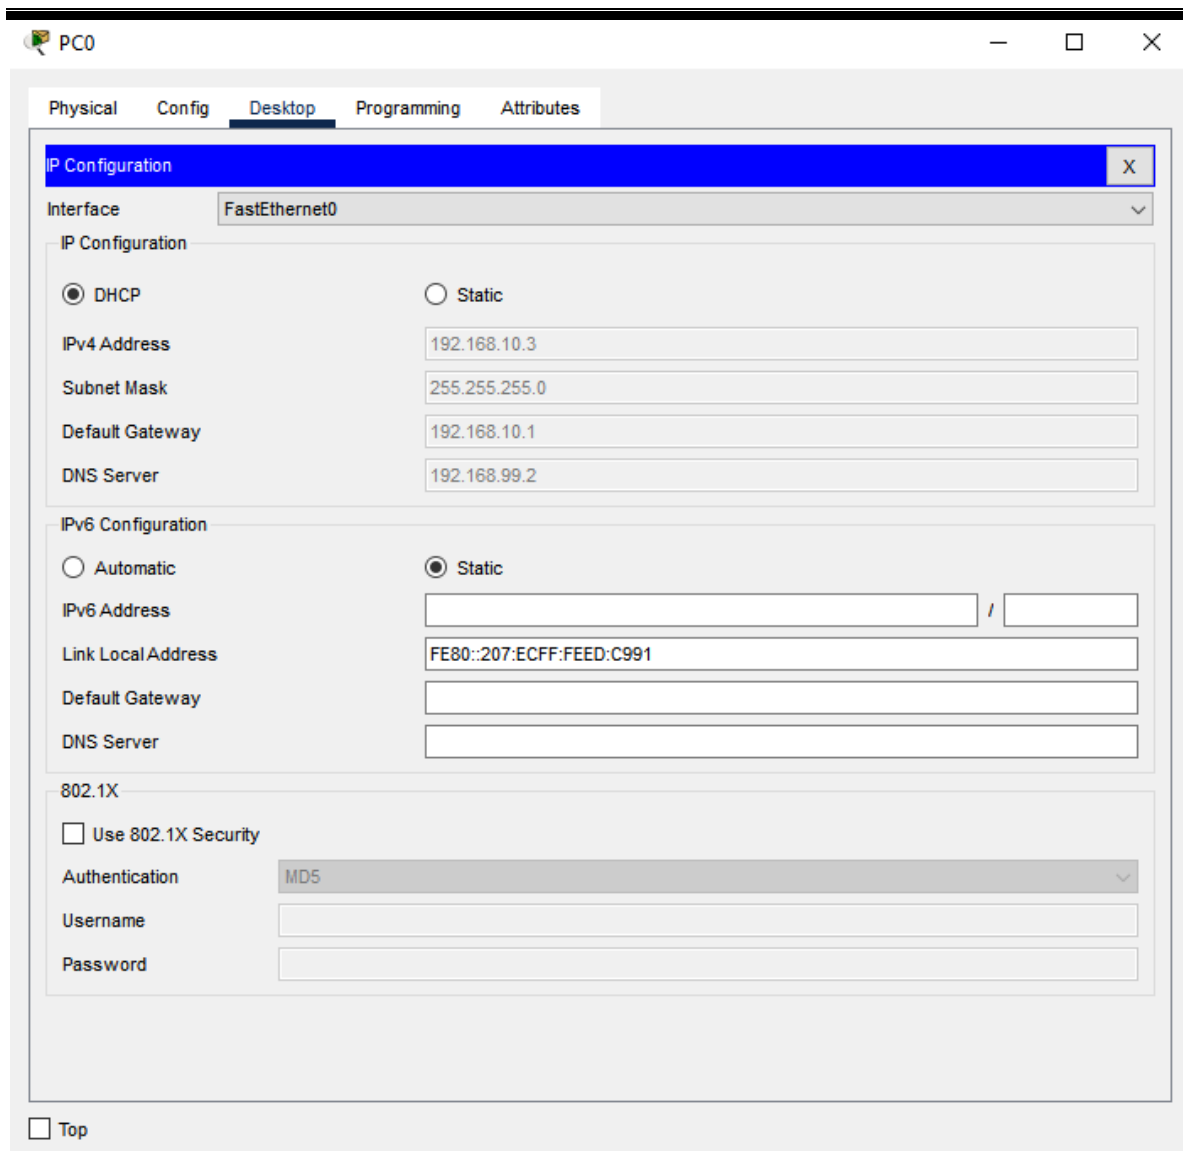 PC0
Physical Config Desktop Programming Attributes
IP Configuration X
Interface FastEthernet0
IP Configuration
DHCP Static
IPv4 Address 192.168.10.3
Subnet Mask 255.255.255.0
Default Gateway 192.168.10.1
DNS Server 192.168.99.2
IPv6 Configuration
Automatic Static
IPv6 Address /
Link Local Address FE80::207:ECFF:FEED:C991
Default Gateway
DNS Server
802.1X
Use 802.1X Security
Authentication MD5
Username
Password
Top